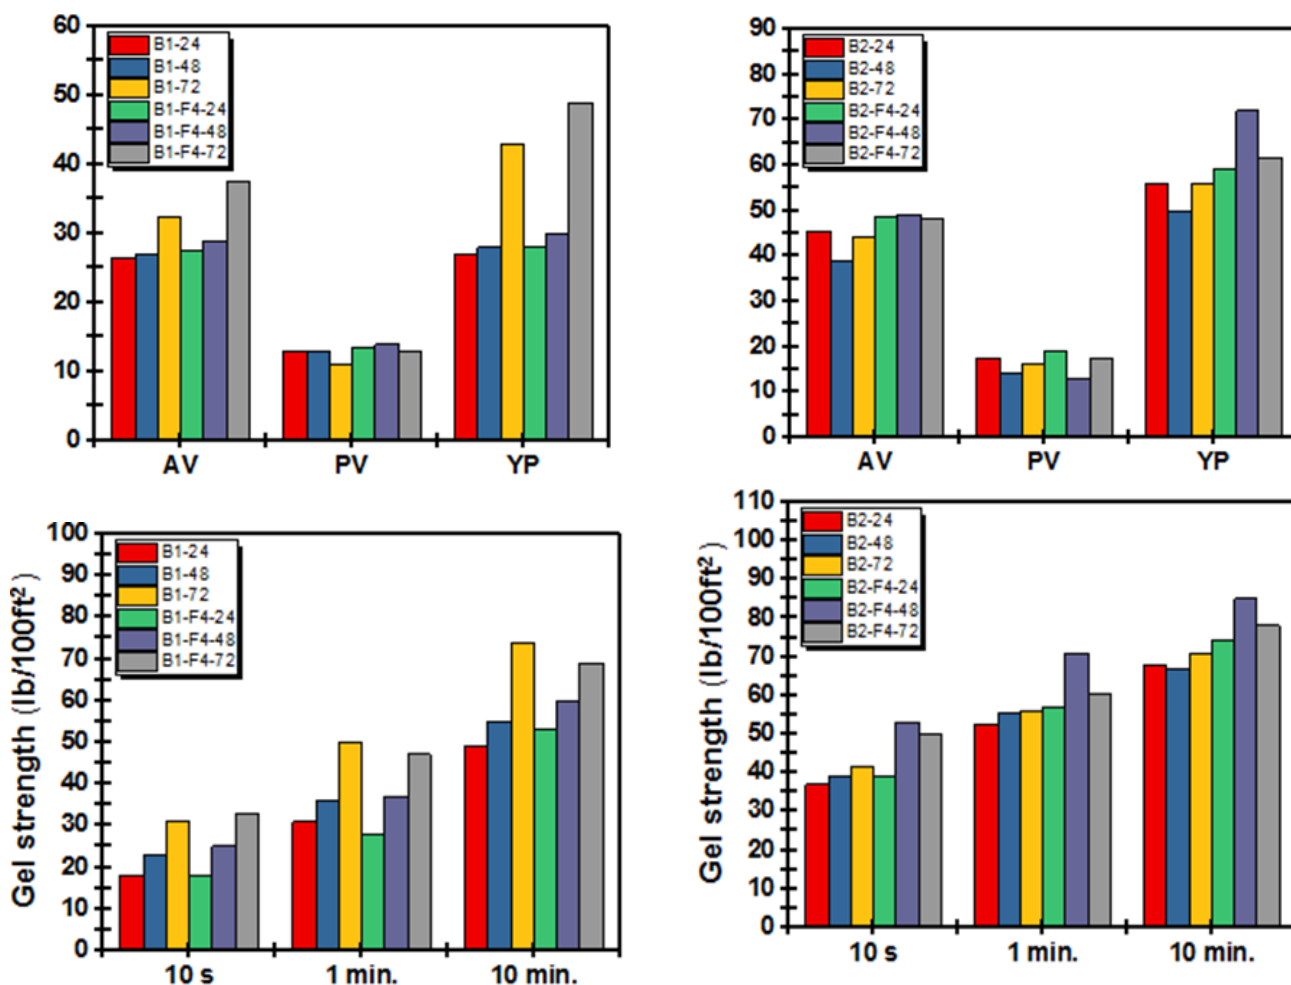 60
50
40
30
20
10
0
B1-24
B1-48
B1-72
B1-F4-24
B1-F4-48
B1-F4-72
AV PV YP
90
80
70
60
50
40
30
20
10
0
B2-24
B2-48
B2-72
B2-F4-24
B2-F4-48
B2-F4-72
AV PV YP
Gel strength (lb/100ft²)
100
90
80
70
60
50
40
30
20
10
0
B1-24
B1-48
B1-72
B1-F4-24
B1-F4-48
B1-F4-72
10 s 1 min. 10 min.
Gel strength (lb/100ft²)
110
100
90
80
70
60
50
40
30
20
10
0
B2-24
B2-48
B2-72
B2-F4-24
B2-F4-48
B2-F4-72
10 s 1 min. 10 min.